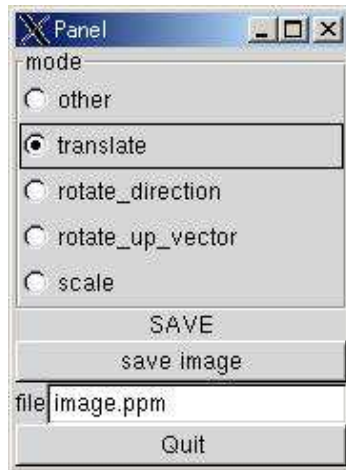 Panel
mode
other
translate
rotate_direction
rotate_up_vector
scale
SAVE
save image
file image.ppm
Quit